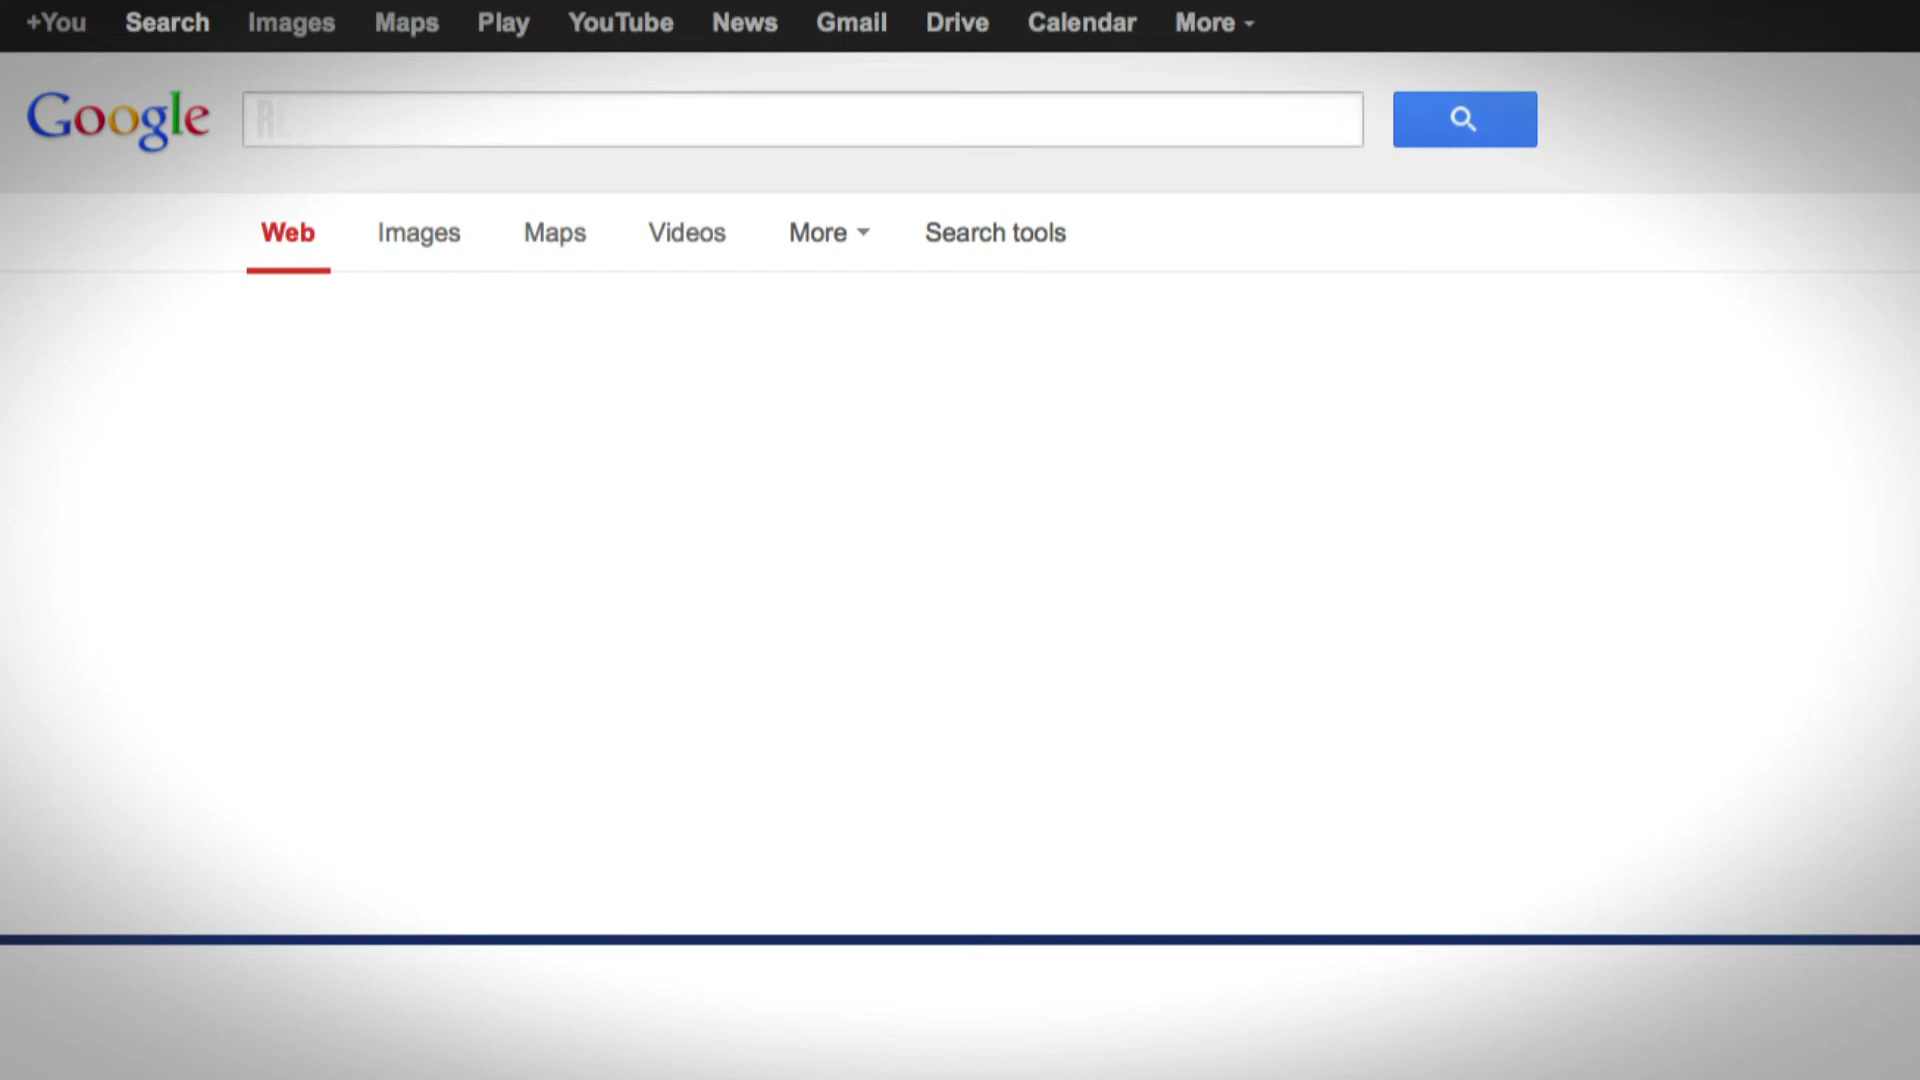 +You Search Images Maps Play YouTube News Gmail Drive Calendar More
Google RE
Web Images Maps Videos More Search tools